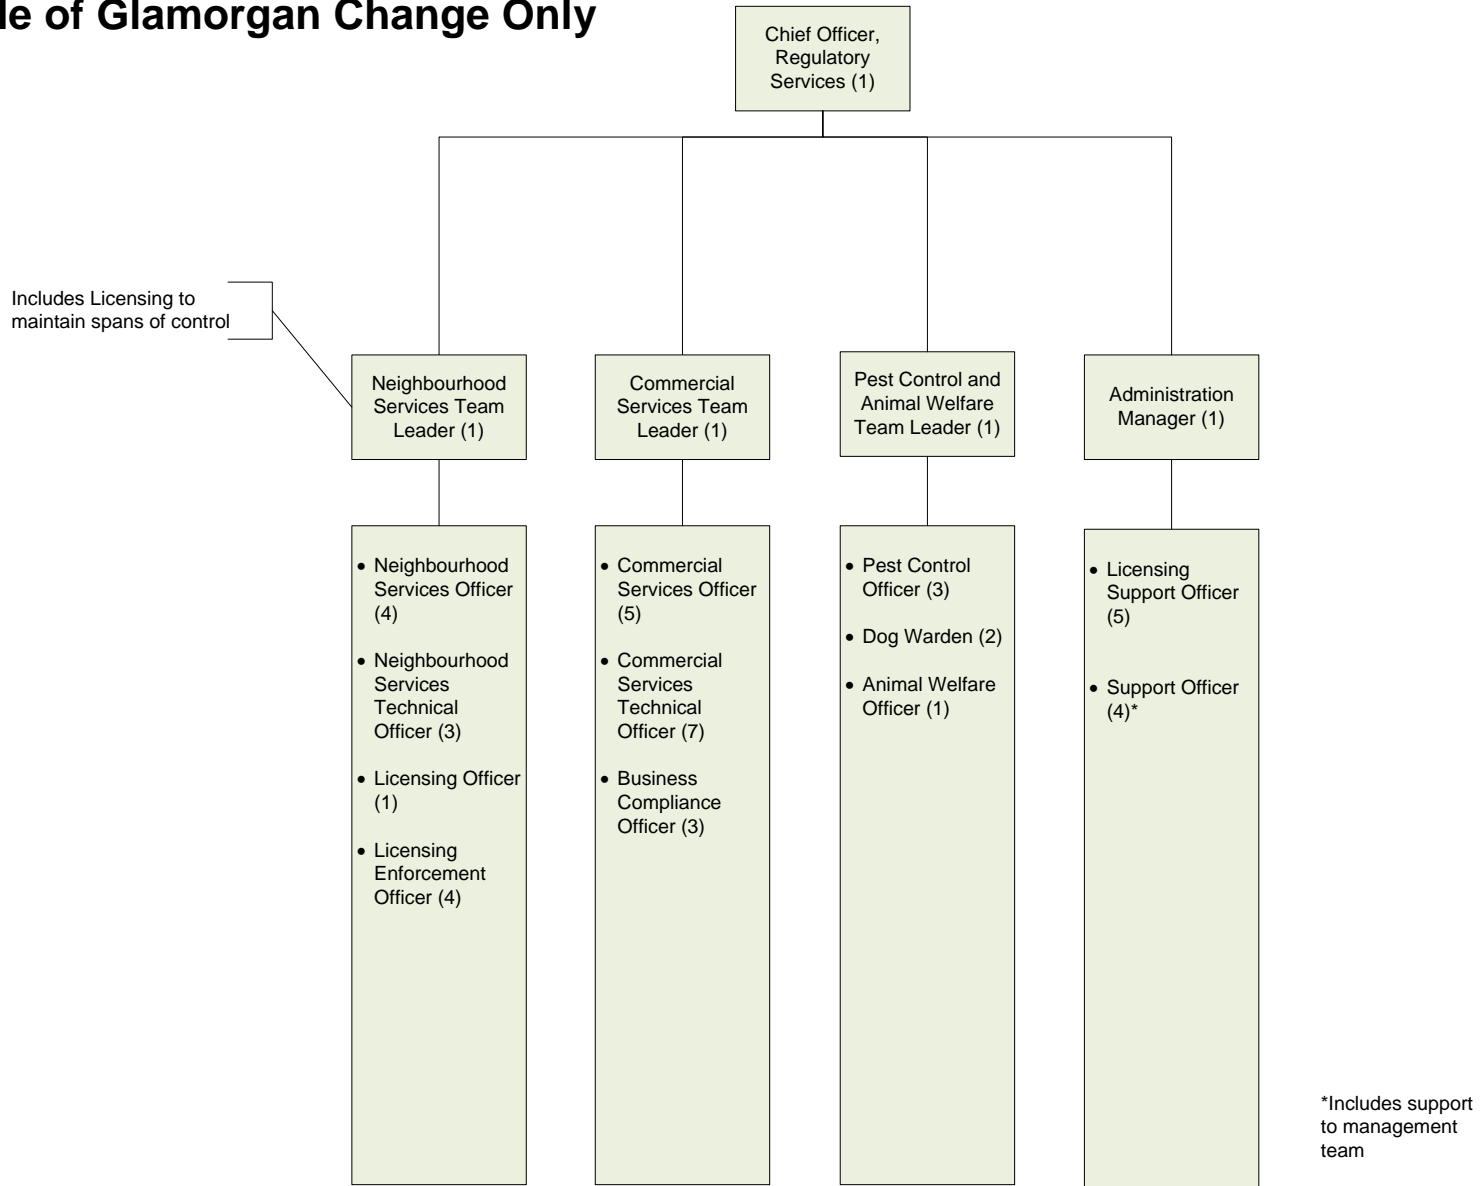 le of Glamorgan Change Only
Chief Officer,
Regulatory
Services (1)
Includes Licensing to
maintain spans of control
Neighbourhood
Services Team
Leader (1)
Commercial
Services Team
Leader (1)
Pest Control and
Animal Welfare
Team Leader (1)
Administration
Manager (1)
• Neighbourhood
Services Officer
(4)
• Neighbourhood
Services
Technical
Officer (3)
• Licensing Officer
(1)
• Licensing
Enforcement
Officer (4)
• Commercial
Services Officer
(5)
• Commercial
Services
Technical
Officer (7)
• Business
Compliance
Officer (3)
• Pest Control
Officer (3)
• Dog Warden (2)
• Animal Welfare
Officer (1)
• Licensing
Support Officer
(5)
• Support Officer
(4)*
*Includes support
to management
team